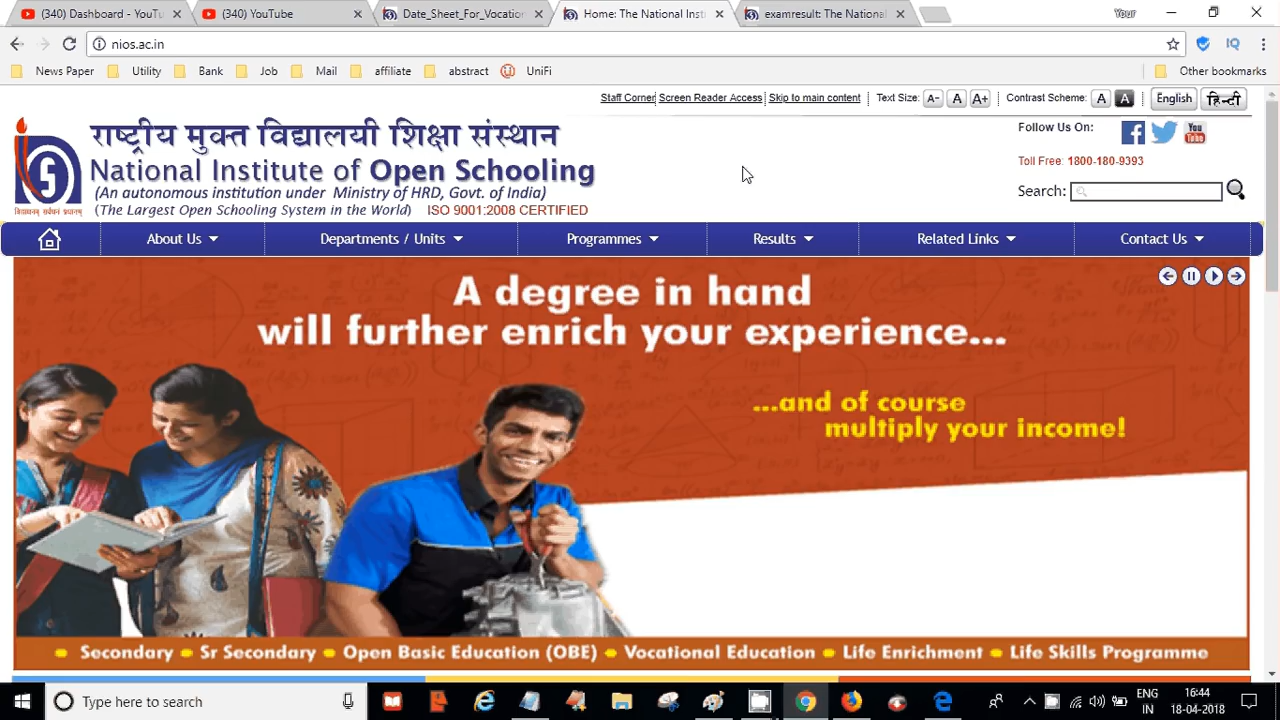 (340) Dashboard - YouTu
(340) YouTube
Date_Sheet_For_Vocation
Home: The National Inst
examresult: The National
Your
nios.ac.in
News Paper
Utility
Bank
Job
Mail
affiliate
abstract
UniFi
Other bookmarks
Staff Corner
Screen Reader Access
Skip to main content
Text Size:
A-
A
A+
Contrast Scheme:
A
A
English
हिन्दी
राष्ट्रीय मुक्त विद्यालयी शिक्षा संस्थान
National Institute of Open Schooling
(An autonomous institution under Ministry of HRD, Govt. of India)
(The Largest Open Schooling System in the World) ISO 9001:2008 CERTIFIED
Follow Us On:
You
Tube
Toll Free: 1800-180-9393
Search:
About Us
Departments / Units
Programmes
Results
Related Links
Contact Us
A degree in hand
will further enrich your experience...
...and of course
multiply your income!
Secondary
Sr Secondary
Open Basic Education (OBE)
Vocational Education
Life Enrichment
Life Skills Programme
Type here to search
ENG
IN
16:44
18-04-2018